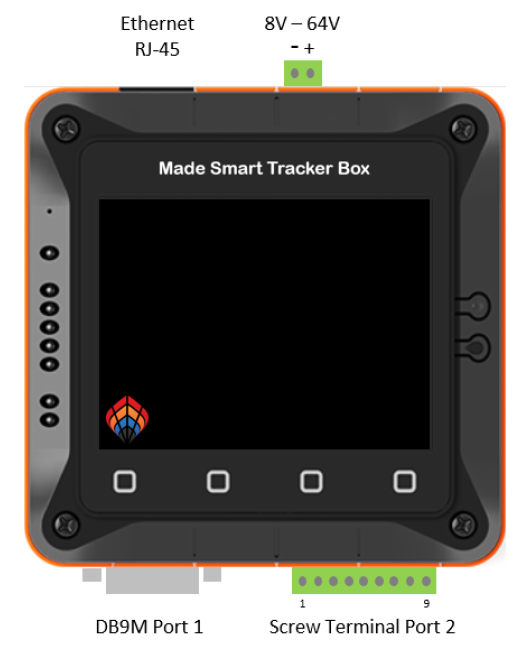 Ethernet
RJ-45
8V – 64V
- +
Made Smart Tracker Box
1
9
DB9M Port 1
Screw Terminal Port 2